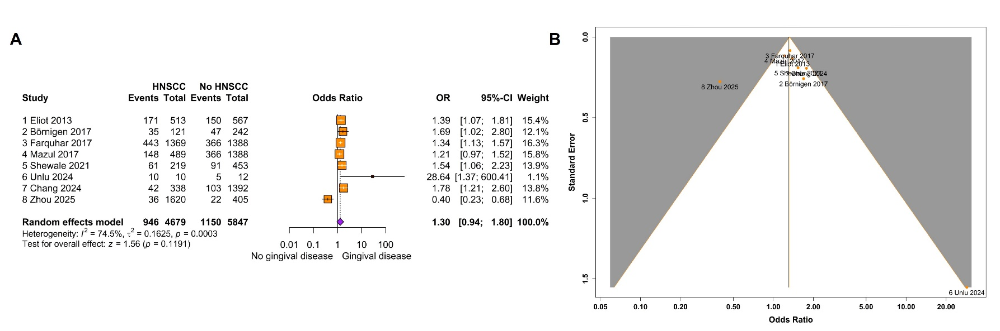 A
HNSCC No HNSCC
Study Events Total Events Total Odds Ratio OR 95%-CI Weight
1 Eliot 2013 171 513 150 567 1.39 [1.07; 1.81] 15.4%
2 Börnigen 2017 35 121 47 242 1.69 [1.02; 2.80] 12.1%
3 Farquhar 2017 443 1369 366 1388 1.34 [1.13; 1.57] 16.3%
4 Mazul 2017 148 489 366 1388 1.21 [0.97; 1.52] 15.8%
5 Shewale 2021 61 219 91 453 1.54 [1.06; 2.23] 13.9%
6 Unlu 2024 10 10 5 12 28.64 [1.37; 600.41] 1.1%
7 Chang 2024 42 338 103 1392 1.78 [1.21; 2.60] 13.8%
8 Zhou 2025 36 1620 22 405 0.40 [0.23; 0.68] 11.6%
Random effects model 946 4679 1150 5847 1.30 [0.94; 1.80] 100.0%
Heterogeneity: I² = 74.5%, τ² = 0.1625, p = 0.0003
Test for overall effect: z = 1.56 (p = 0.1191)
0.01 0.1 1 10 100
No gingival disease Gingival disease
B
Standard Error
0.0
0.5
1.0
1.5
3 Farquhar 2017
4 Mazul 2017
1 Eliot 2013
5 Shewale 2021
7 Chang 2024
2 Börnigen 2017
8 Zhou 2025
6 Unlu 2024
0.05 0.10 0.20 0.50 1.00 2.00 5.00 10.00 20.00
Odds Ratio